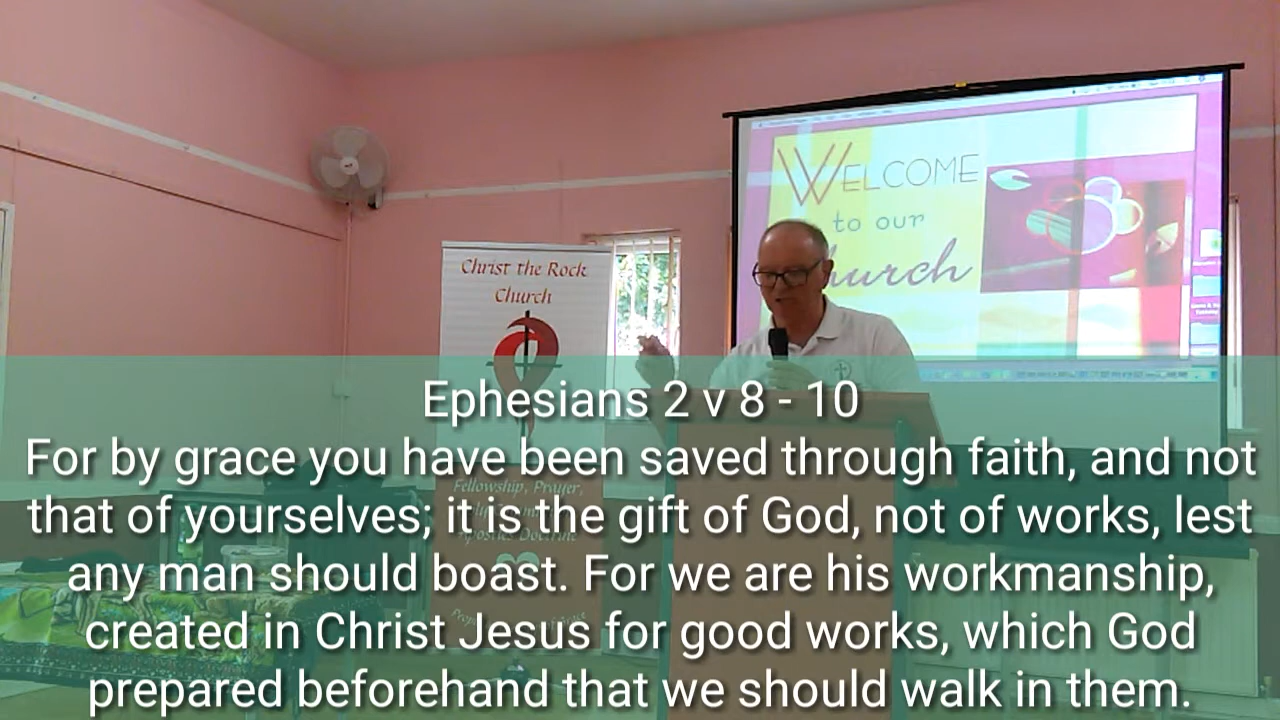 WELCOME
to our
church
Christ the Rock
Church
Ephesians 2 v 8 - 10
For by grace you have been saved through faith, and not
that of yourselves; it is the gift of God, not of works, lest
any man should boast. For we are his workmanship,
created in Christ Jesus for good works, which God
prepared beforehand that we should walk in them.
Fellowship, Prayer,
Apostles Doctrine